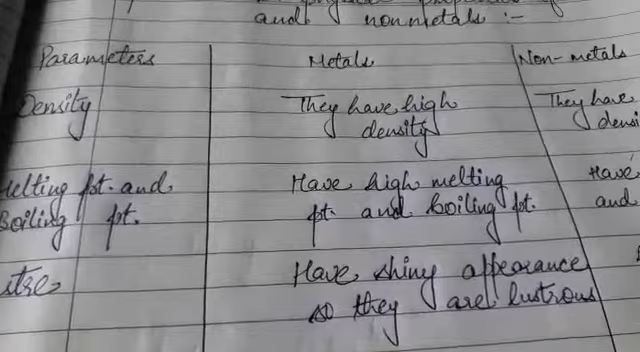 and nonmetals :-
Parameters Metals Non-metals
Density They have high They have
density
Melting pt. and Have high melting Have
Boiling pt. pt and boiling pt. and
Have shiny appearance
so they are lustrous